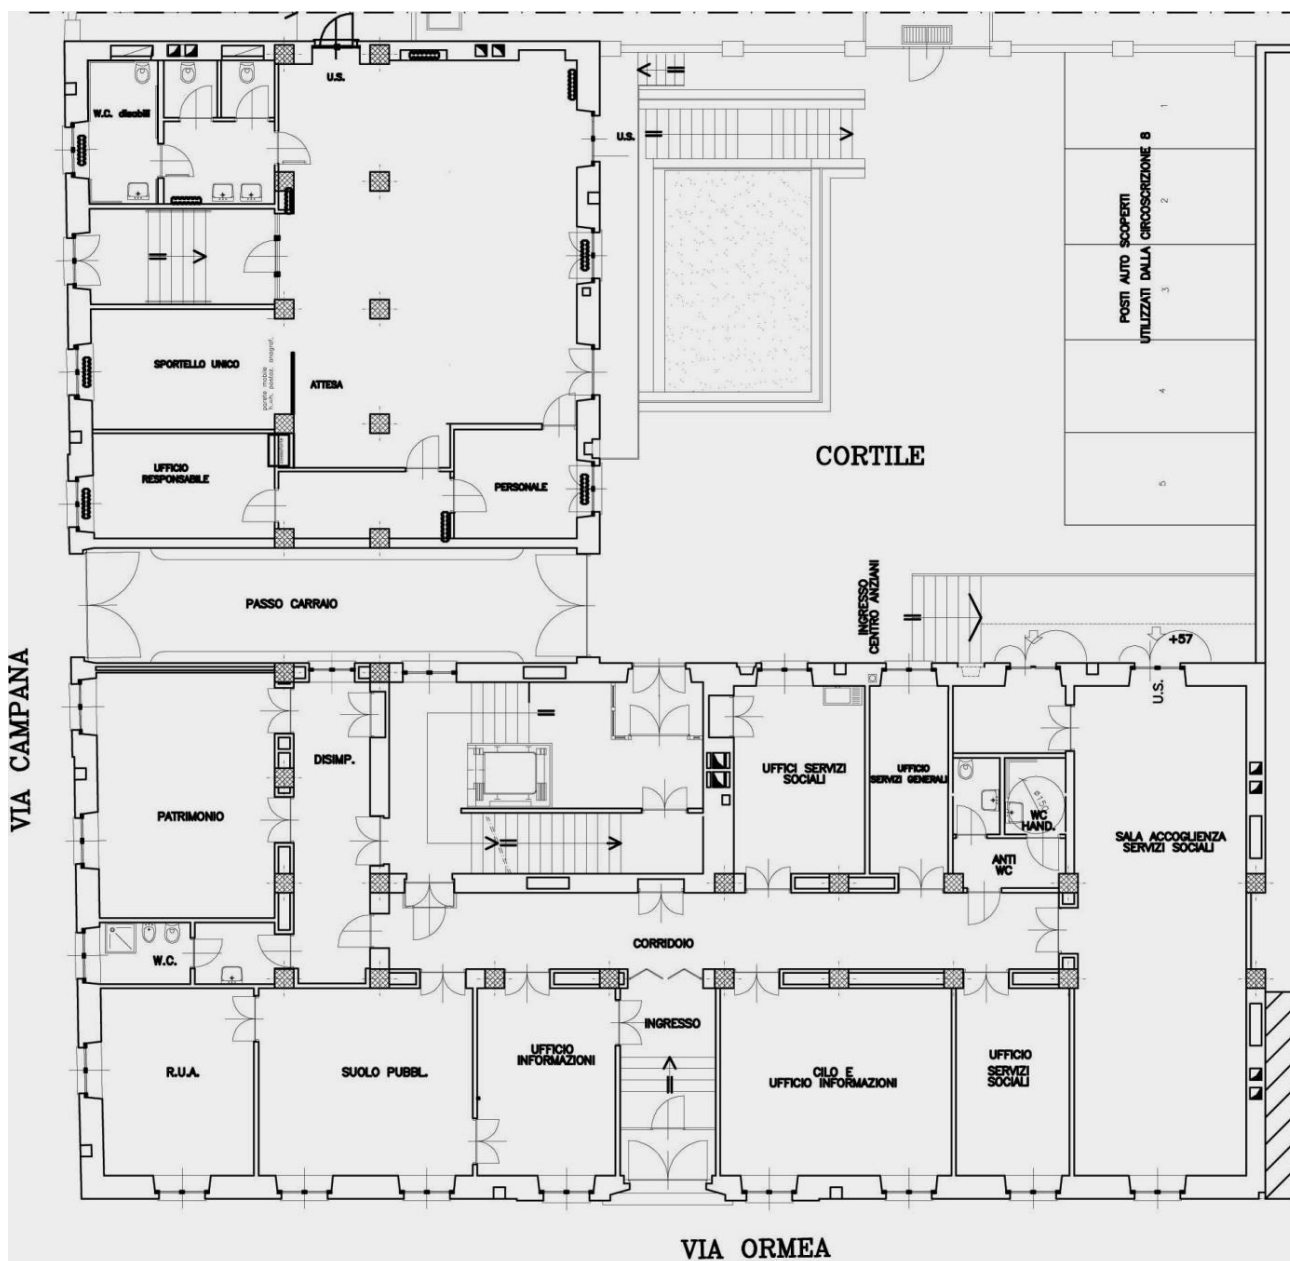 U.S.
W.C. disabili
U.S.
1
2
3
4
5
POSTI AUTO SCOPERTI
UTILIZZATI DALLA CIRCOSCRIZIONE 8
SPORTELLO UNICO
parete mobile
ATTESA
CORTILE
UFFICIO
RESPONSABILE
PERSONALE
PASSO CARRAIO
INGRESSO
CENTRO ANZIANI
+57
U.S.
VIA CAMPANA
DISIMP.
PATRIMONIO
UFFICI SERVIZI
SOCIALI
UFFICIO
SERVIZI GENERALI
ø150
WC
HAND.
SALA ACCOGLIENZA
SERVIZI SOCIALI
ANTI
WC
CORRIDOIO
W.C.
INGRESSO
R.U.A.
SUOLO PUBBL.
UFFICIO
INFORMAZIONI
CILO E
UFFICIO INFORMAZIONI
UFFICIO
SERVIZI
SOCIALI
VIA ORMEA